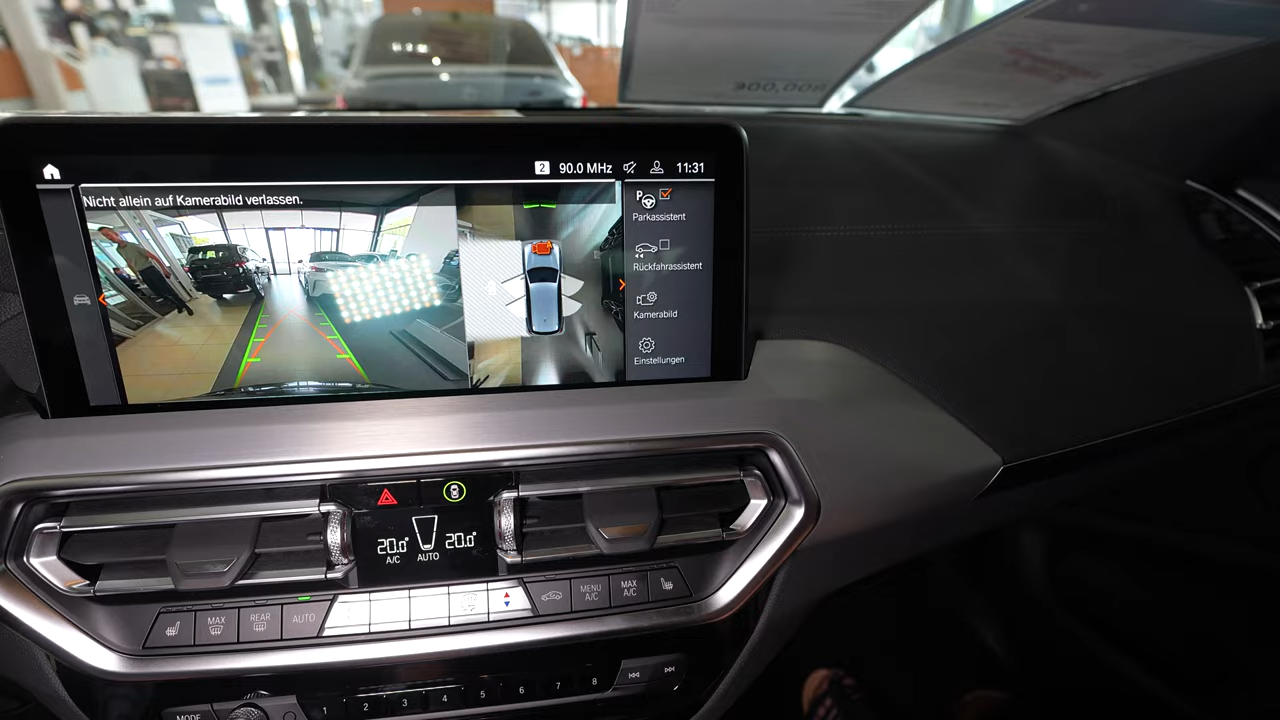 2 90.0 MHz 11:31
Nicht allein auf Kamerabild verlassen.
P
Parkassistent
Rückfahrassistent
Kamerabild
Einstellungen
20.0° 20.0°
A/C AUTO
MAX REAR AUTO MENU A/C MAX A/C
MODE 1 2 3 4 5 6 7 8